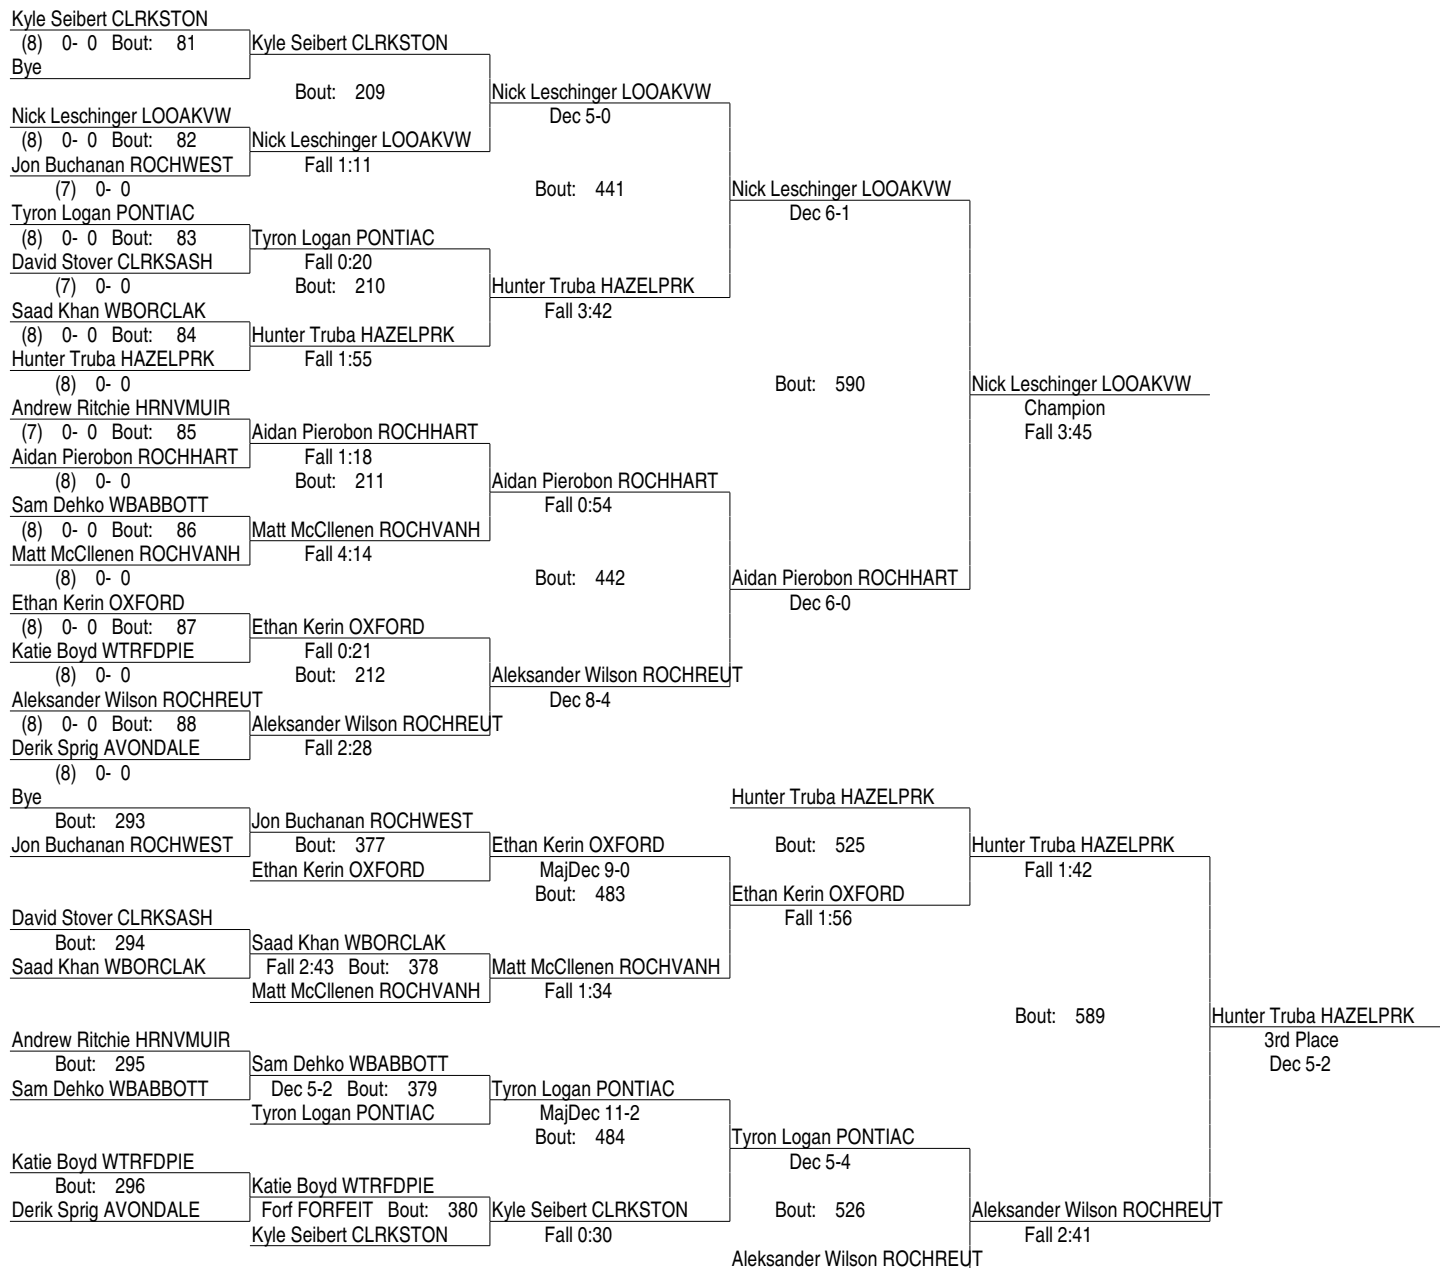 Kyle Seibert CLRKSTON
(8) 0- 0 Bout: 81 Kyle Seibert CLRKSTON
Bye
Bout: 209 Nick Leschinger LOOAKVW
Nick Leschinger LOOAKVW Dec 5-0
(8) 0- 0 Bout: 82 Nick Leschinger LOOAKVW
Jon Buchanan ROCHWEST Fall 1:11
(7) 0- 0 Bout: 441 Nick Leschinger LOOAKVW
Tyron Logan PONTIAC Dec 6-1
(8) 0- 0 Bout: 83 Tyron Logan PONTIAC
David Stover CLRKSASH Fall 0:20
(7) 0- 0 Bout: 210 Hunter Truba HAZELPRK
Saad Khan WBORCLAK Fall 3:42
(8) 0- 0 Bout: 84 Hunter Truba HAZELPRK
Hunter Truba HAZELPRK Fall 1:55
(8) 0- 0 Bout: 590 Nick Leschinger LOOAKVW
Andrew Ritchie HRNVMUIR Champion
(7) 0- 0 Bout: 85 Aidan Pierobon ROCHHART Fall 3:45
Aidan Pierobon ROCHHART Fall 1:18
(8) 0- 0 Bout: 211 Aidan Pierobon ROCHHART
Sam Dehko WBABBOTT Fall 0:54
(8) 0- 0 Bout: 86 Matt McCllenen ROCHVANH
Matt McCllenen ROCHVANH Fall 4:14
(8) 0- 0 Bout: 442 Aidan Pierobon ROCHHART
Ethan Kerin OXFORD Dec 6-0
(8) 0- 0 Bout: 87 Ethan Kerin OXFORD
Katie Boyd WTRFDPIE Fall 0:21
(8) 0- 0 Bout: 212 Aleksander Wilson ROCHREUT
Aleksander Wilson ROCHREUT Dec 8-4
(8) 0- 0 Bout: 88 Aleksander Wilson ROCHREUT
Derik Sprig AVONDALE Fall 2:28
(8) 0- 0
Bye Hunter Truba HAZELPRK
Bout: 293 Jon Buchanan ROCHWEST
Jon Buchanan ROCHWEST Bout: 377 Ethan Kerin OXFORD Bout: 525 Hunter Truba HAZELPRK
Ethan Kerin OXFORD MajDec 9-0 Fall 1:42
Bout: 483 Ethan Kerin OXFORD
David Stover CLRKSASH Fall 1:56
Bout: 294 Saad Khan WBORCLAK
Saad Khan WBORCLAK Fall 2:43 Bout: 378 Matt McCllenen ROCHVANH
Matt McCllenen ROCHVANH Fall 1:34
Bout: 589 Hunter Truba HAZELPRK
Andrew Ritchie HRNVMUIR 3rd Place
Bout: 295 Sam Dehko WBABBOTT Dec 5-2
Sam Dehko WBABBOTT Dec 5-2 Bout: 379 Tyron Logan PONTIAC
Tyron Logan PONTIAC MajDec 11-2
Bout: 484 Tyron Logan PONTIAC
Katie Boyd WTRFDPIE Dec 5-4
Bout: 296 Katie Boyd WTRFDPIE
Derik Sprig AVONDALE Forf FORFEIT Bout: 380 Kyle Seibert CLRKSTON Bout: 526 Aleksander Wilson ROCHREUT
Kyle Seibert CLRKSTON Fall 0:30 Fall 2:41
Aleksander Wilson ROCHREUT